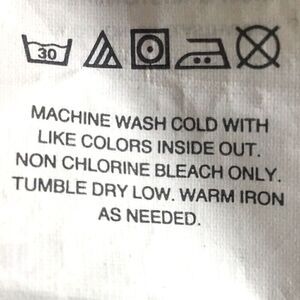 30
MACHINE WASH COLD WITH
LIKE COLORS INSIDE OUT.
NON CHLORINE BLEACH ONLY.
TUMBLE DRY LOW. WARM IRON
AS NEEDED.